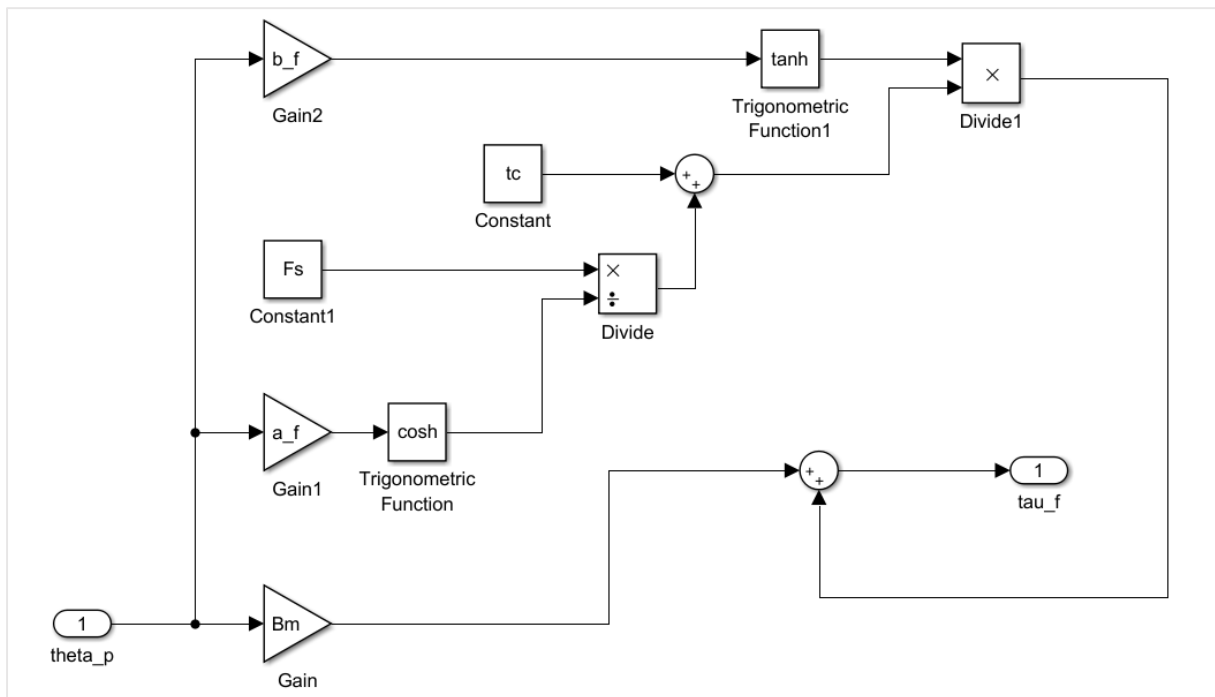 b_f
Gain2
tanh
Trigonometric
Function1
×
Divide1
tc
Constant
+
+
Fs
Constant1
×
÷
Divide
a_f
Gain1
cosh
Trigonometric
Function
+
+
1
tau_f
1
theta_p
Bm
Gain